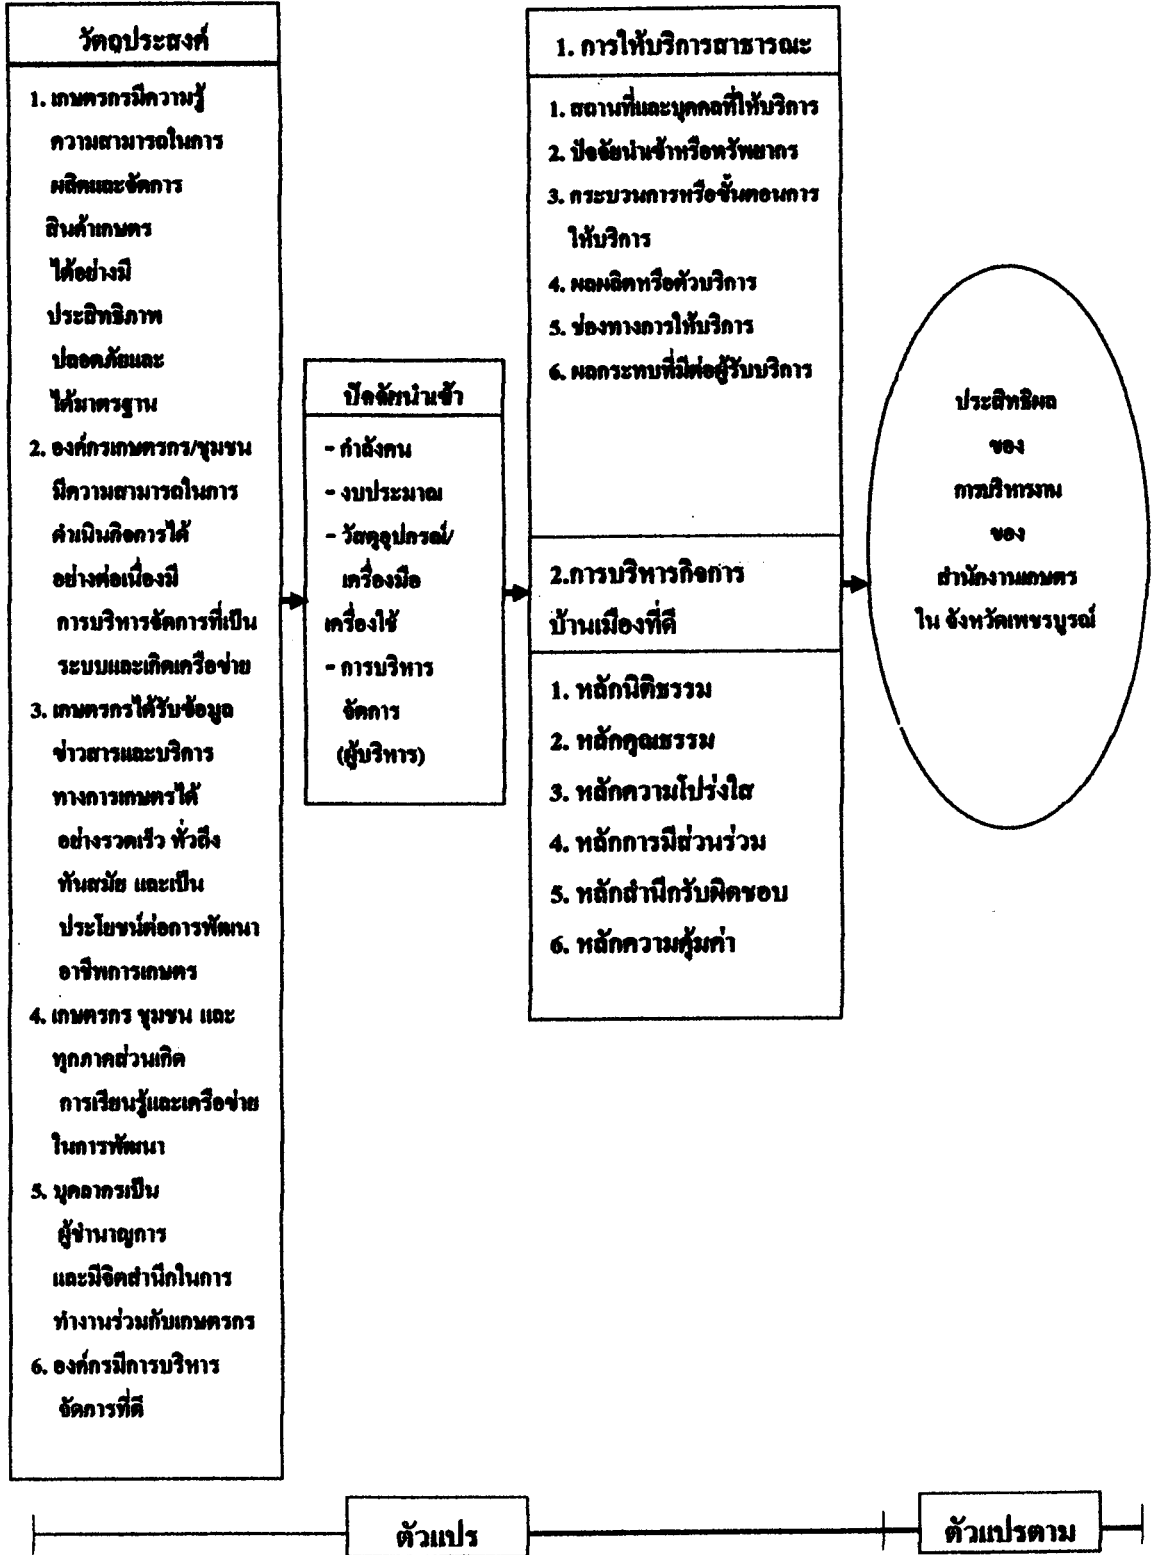 วัตถุประสงค์
1. เกษตรกรมีความรู้
ความสามารถในการ
ผลิตและจัดการ
สินค้าเกษตร
ได้อย่างมี
ประสิทธิภาพ
ปลอดภัยและ
ได้มาตรฐาน
2. องค์กรเกษตรกร/ชุมชน
มีความสามารถในการ
ดำเนินกิจการได้
อย่างต่อเนื่องมี
การบริหารจัดการที่เป็น
ระบบและเกิดเครือข่าย
3. เกษตรกรได้รับข้อมูล
ข่าวสารและบริการ
ทางการเกษตรได้
อย่างรวดเร็ว ทั่วถึง
ทันสมัย และเป็น
ประโยชน์ต่อการพัฒนา
อาชีพการเกษตร
4. เกษตรกร ชุมชน และ
ทุกภาคส่วนเกิด
การเรียนรู้และเครือข่าย
ในการพัฒนา
5. บุคลากรเป็น
ผู้ชำนาญการ
และมีจิตสำนึกในการ
ทำงานร่วมกับเกษตรกร
6. องค์กรมีการบริหาร
จัดการที่ดี
ปัจจัยนำเข้า
- กำลังคน
- งบประมาณ
- วัสดุอุปกรณ์/
เครื่องมือ
เครื่องใช้
- การบริหาร
จัดการ
(ผู้บริหาร)
1. การให้บริการสาธารณะ
1. สถานที่และบุคคลที่ให้บริการ
2. ปัจจัยนำเข้าหรือทรัพยากร
3. กระบวนการหรือขั้นตอนการ
ให้บริการ
4. ผลผลิตหรือตัวบริการ
5. ช่องทางการให้บริการ
6. ผลกระทบที่มีต่อผู้รับบริการ
2.การบริหารกิจการ
บ้านเมืองที่ดี
1. หลักนิติธรรม
2. หลักคุณธรรม
3. หลักความโปร่งใส
4. หลักการมีส่วนร่วม
5. หลักสำนึกรับผิดชอบ
6. หลักความคุ้มค่า
ประสิทธิผล
ของ
การบริหารงาน
ของ
สำนักงานเกษตร
ใน จังหวัดเพชรบูรณ์
ตัวแปร
ตัวแปรตาม